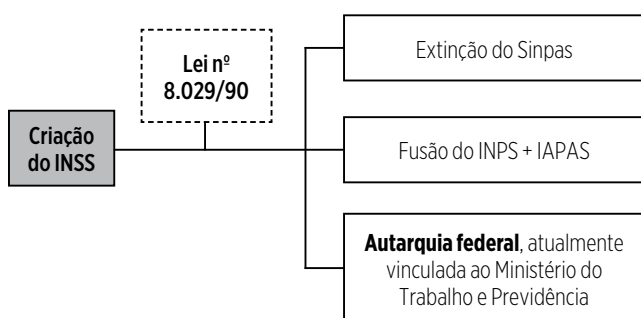 Lei nº
8.029/90
Criação
do INSS
Extinção do Sinpas
Fusão do INPS + IAPAS
Autarquia federal, atualmente
vinculada ao Ministério do
Trabalho e Previdência